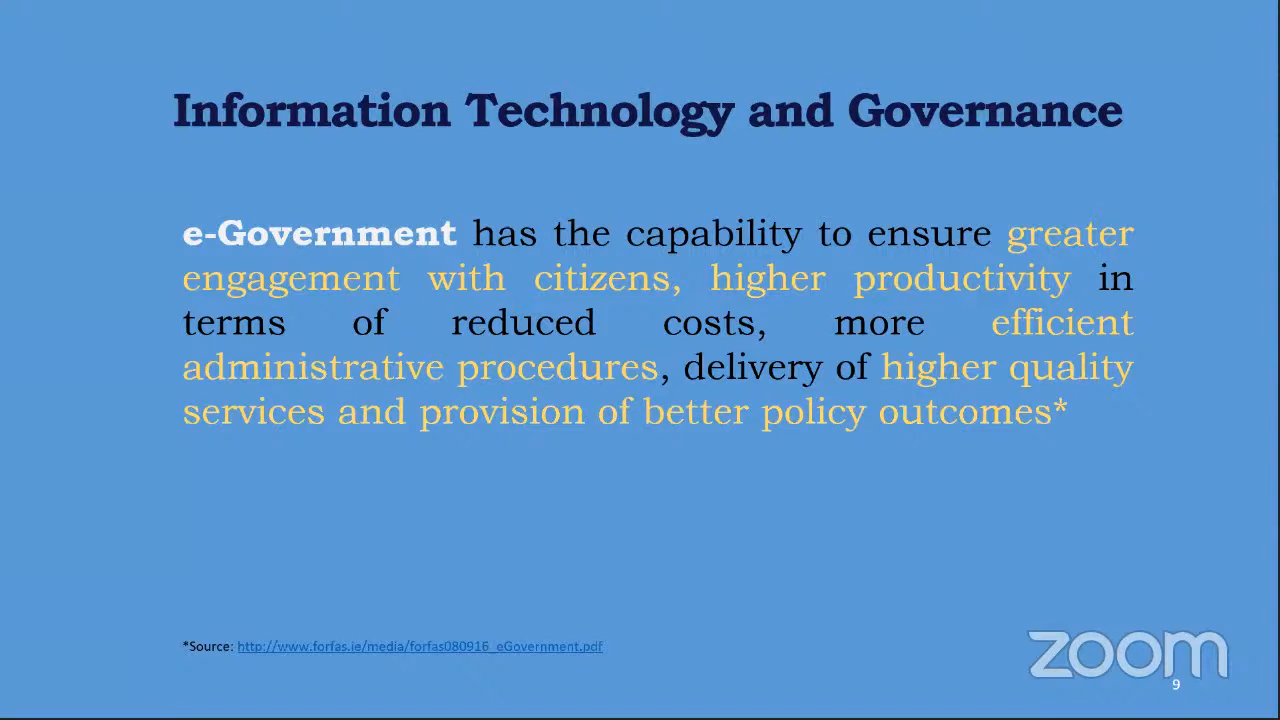 Information Technology and Governance
e-Government has the capability to ensure greater
engagement with citizens, higher productivity in
terms of reduced costs, more efficient
administrative procedures, delivery of higher quality
services and provision of better policy outcomes*
*Source: http://www.forfas.ie/media/forfas080916_eGovernment.pdf
zoom
9